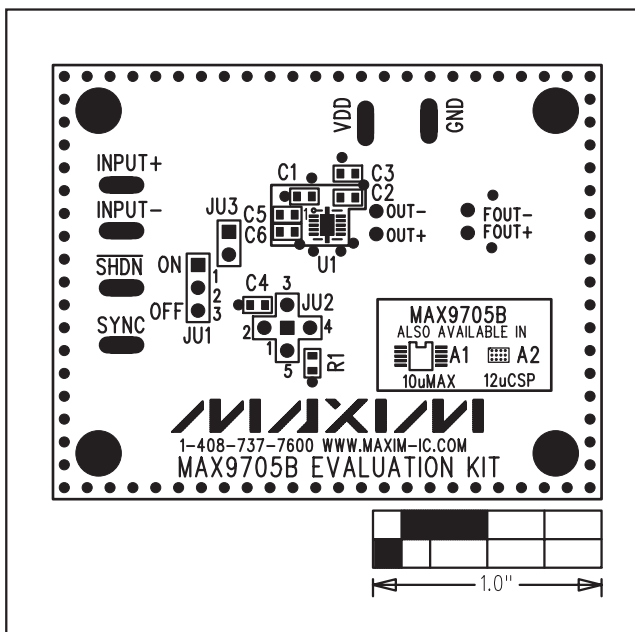 VDD
GND
INPUT+
C3
C1
C2
INPUT-
JU3
C5
1
OUT-
FOUT-
C6
OUT+
FOUT+
U1
SHDN
ON
1
2
OFF
3
JU1
C4
3
JU2
2
4
1
5
R1
SYNC
MAX9705B
ALSO AVAILABLE IN
A1
A2
10uMAX
12uCSP
MAXIM
1-408-737-7600 WWW.MAXIM-IC.COM
MAX9705B EVALUATION KIT
1.0"